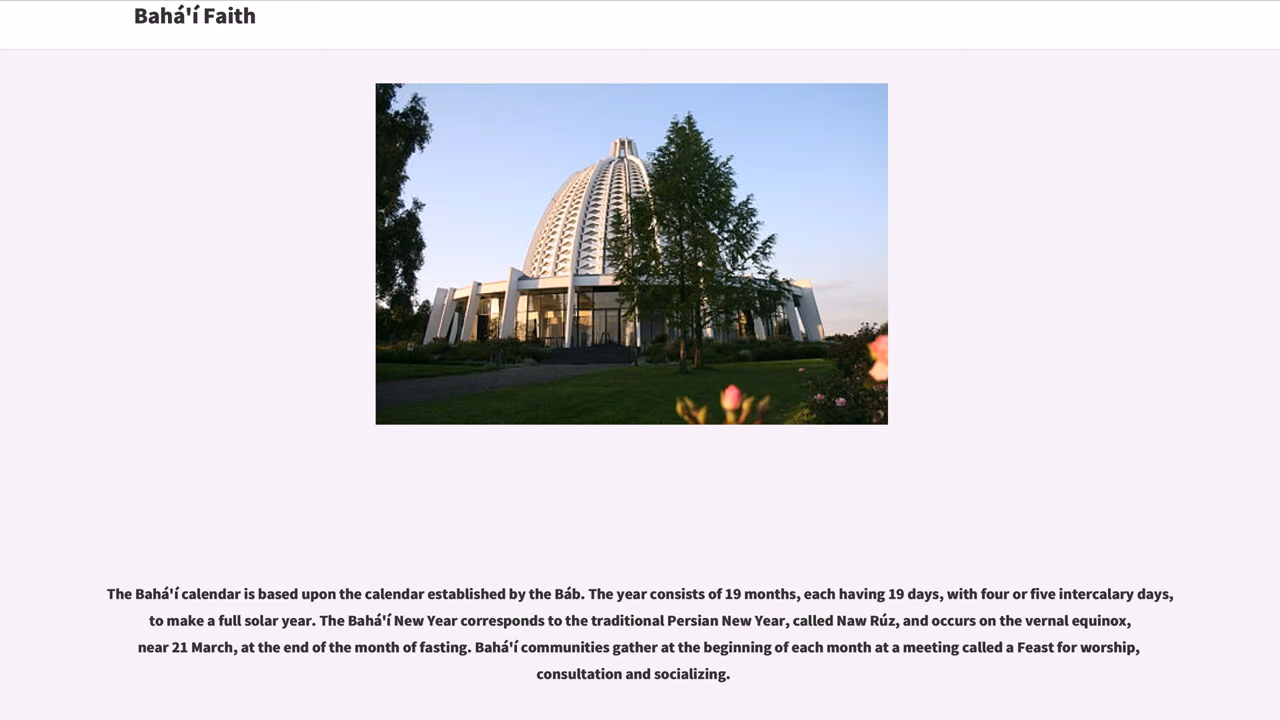 Bahá'í Faith
The Bahá'í calendar is based upon the calendar established by the Báb. The year consists of 19 months, each having 19 days, with four or five intercalary days,
to make a full solar year. The Bahá'í New Year corresponds to the traditional Persian New Year, called Naw Rúz, and occurs on the vernal equinox,
near 21 March, at the end of the month of fasting. Bahá'í communities gather at the beginning of each month at a meeting called a Feast for worship,
consultation and socializing.